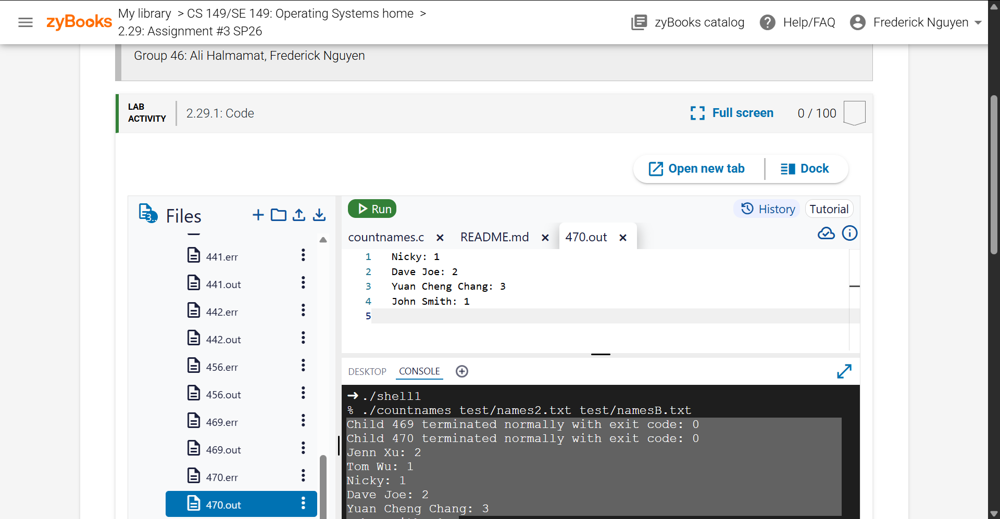 zyBooks
My library > CS 149/SE 149: Operating Systems home >
2.29: Assignment #3 SP26
zyBooks catalog
Help/FAQ
Frederick Nguyen
Group 46: Ali Halmamat, Frederick Nguyen
LAB
ACTIVITY
2.29.1: Code
Full screen
0 / 100
Open new tab
Dock
Files
Run
History
Tutorial
countnames.c
README.md
470.out
441.err
441.out
442.err
442.out
456.err
456.out
469.err
469.out
470.err
470.out
1 Nicky: 1
2 Dave Joe: 2
3 Yuan Cheng Chang: 3
4 John Smith: 1
5
DESKTOP
CONSOLE
➜ ./shell1
% ./countnames test/names2.txt test/namesB.txt
Child 469 terminated normally with exit code: 0
Child 470 terminated normally with exit code: 0
Jenn Xu: 2
Tom Wu: 1
Nicky: 1
Dave Joe: 2
Yuan Cheng Chang: 3